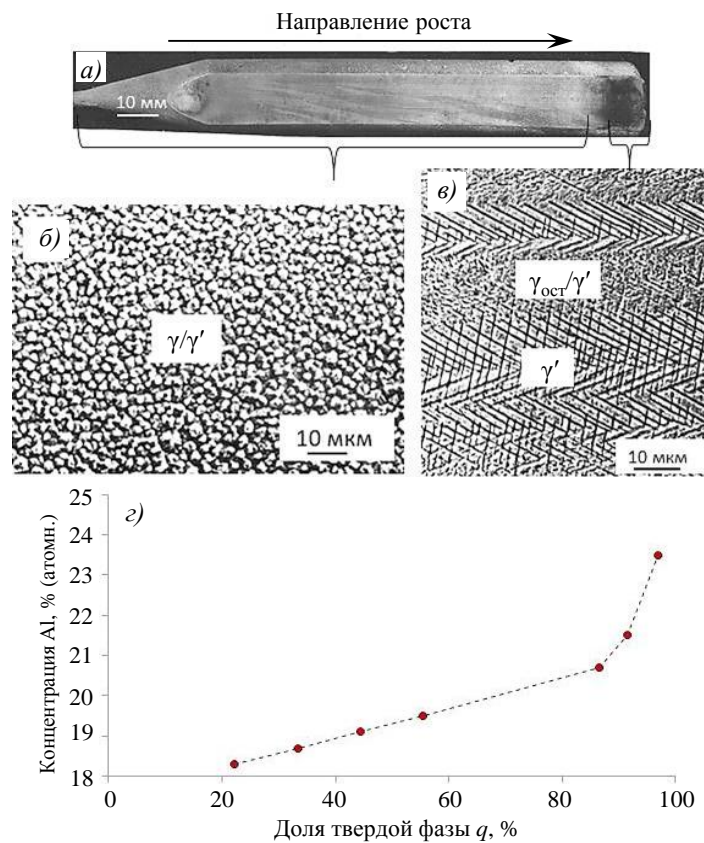 Направление роста
а)
10 мм
б)
γ/γ′
10 мкм
в)
γост/γ′
γ′
10 мкм
г)
Концентрация Al, % (атомн.)
25
24
23
22
21
20
19
18
0
20
40
60
80
100
Доля твердой фазы q, %